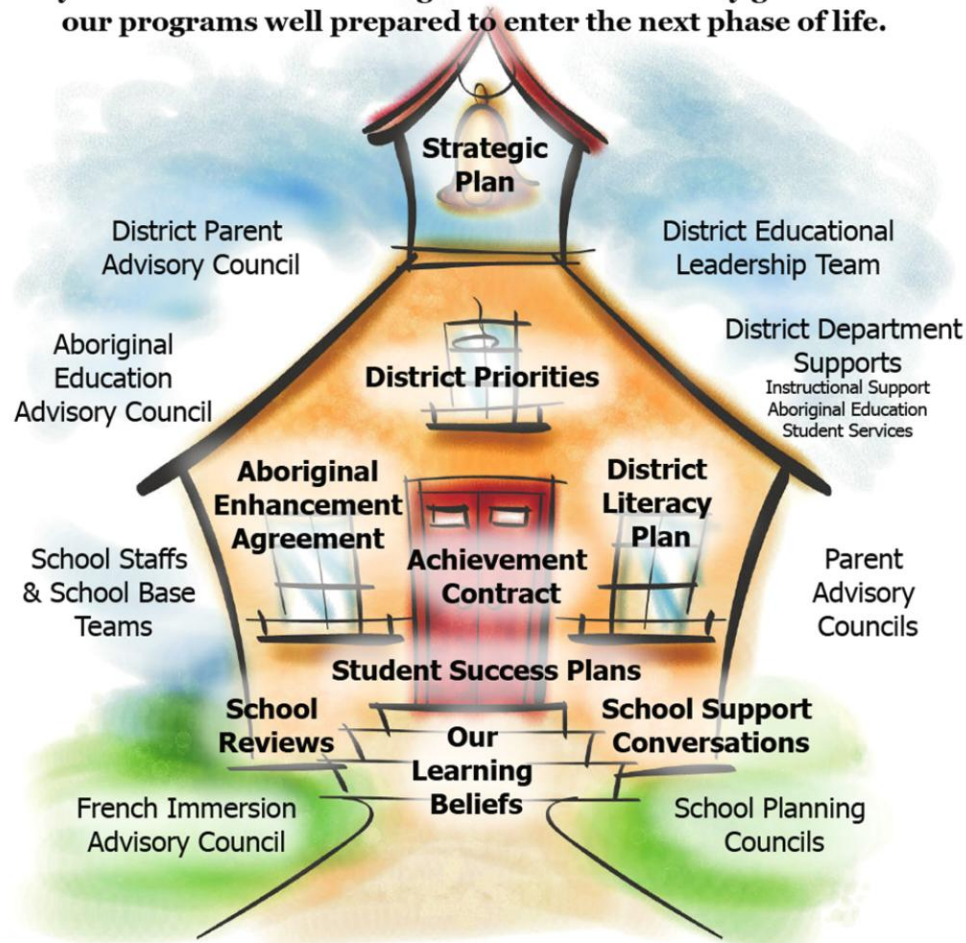 our programs well prepared to enter the next phase of life.
Strategic
Plan
District Parent
Advisory Council
District Educational
Leadership Team
Aboriginal
Education
Advisory Council
District Priorities
District Department
Supports
Instructional Support
Aboriginal Education
Student Services
Aboriginal
Enhancement
Agreement
District
Literacy
Plan
School Staffs
& School Base
Teams
Achievement
Contract
Parent
Advisory
Councils
Student Success Plans
School
Reviews
Our
Learning
Beliefs
School Support
Conversations
French Immersion
Advisory Council
School Planning
Councils